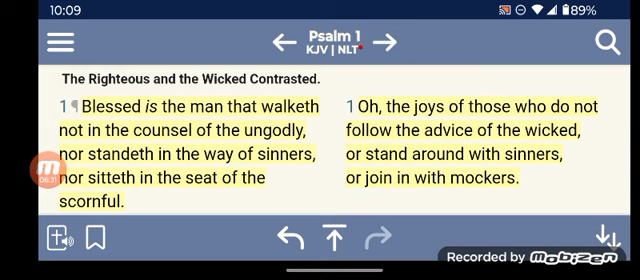 10:09
89%
Psalm 1
KJV | NLT
The Righteous and the Wicked Contrasted.
1 ¶ Blessed is the man that walketh
not in the counsel of the ungodly,
nor standeth in the way of sinners,
nor sitteth in the seat of the
scornful.
1 Oh, the joys of those who do not
follow the advice of the wicked,
or stand around with sinners,
or join in with mockers.
M
06:31
Recorded by Mobizen